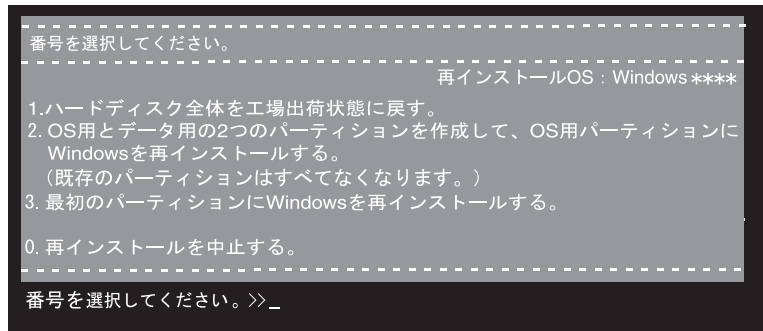 番号を選択してください。
再インストールOS：Windows****
1.ハードディスク全体を工場出荷状態に戻す。
2. OS用とデータ用の2つのパーティションを作成して、OS用パーティションに
Windowsを再インストールする。
（既存のパーティションはすべてなくなります。）
3. 最初のパーティションにWindowsを再インストールする。
0. 再インストールを中止する。
番号を選択してください。>>_